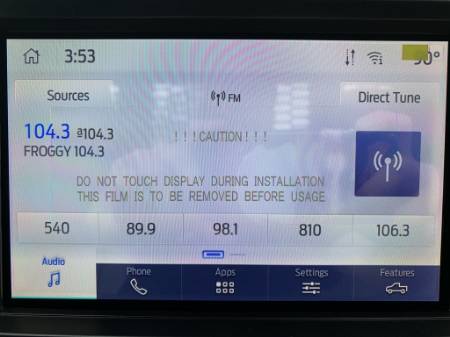 3:53
90°
Sources
FM
Direct Tune
104.3 @104.3
FROGGY 104.3
!!!CAUTION!!!
DO NOT TOUCH DISPLAY DURING INSTALLATION
THIS FILM IS TO BE REMOVED BEFORE USAGE
540 89.9 98.1 810 106.3
Audio Phone Apps Settings Features